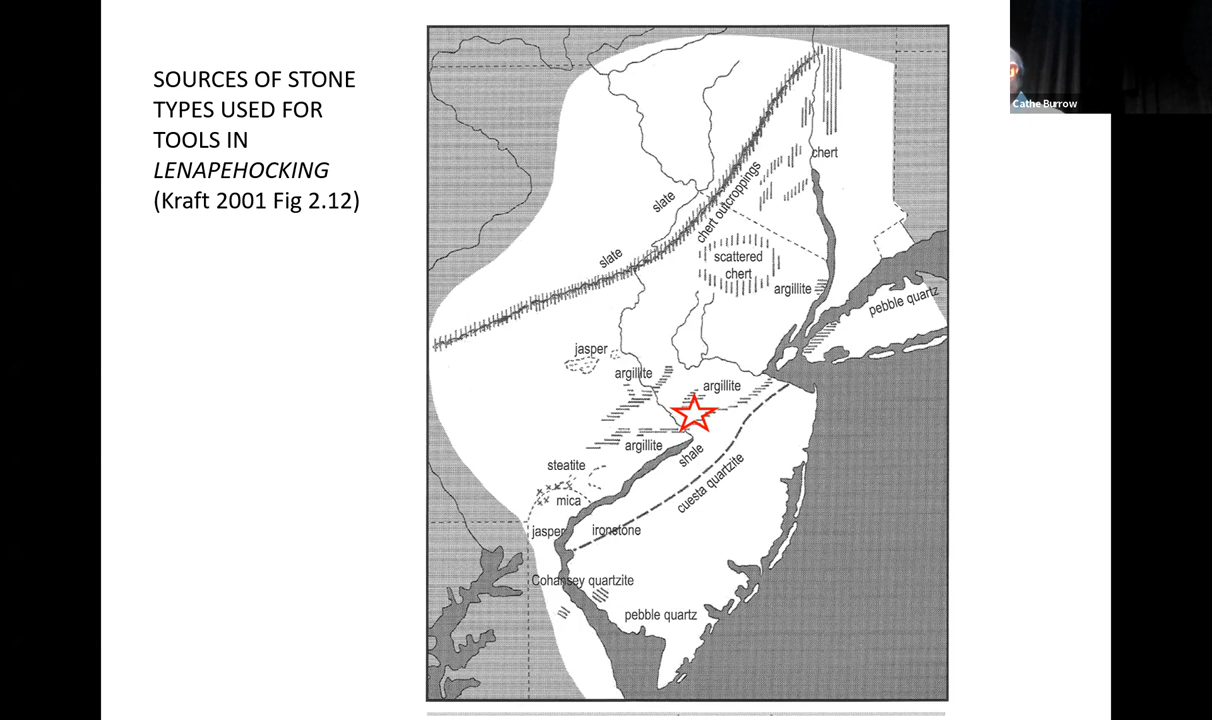 SOURCES OF STONE
TYPES USED FOR
TOOLS IN
LENAPEHOCKING
(Kraft 2001 Fig 2.12)
Cathe Burrow
chert
slate
chert outcroppings
slate
scattered
chert
argillite
pebble quartz
jasper
argillite
argillite
argillite
shale
steatite
cuesta quartzite
mica
jasper
ironstone
Cohansey quartzite
pebble quartz